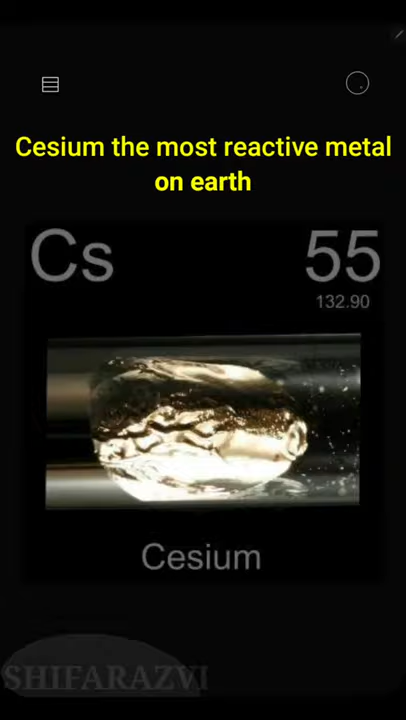 Cesium the most reactive metal
on earth
Cs
55
132.90
Cesium
SHIFARAZVI